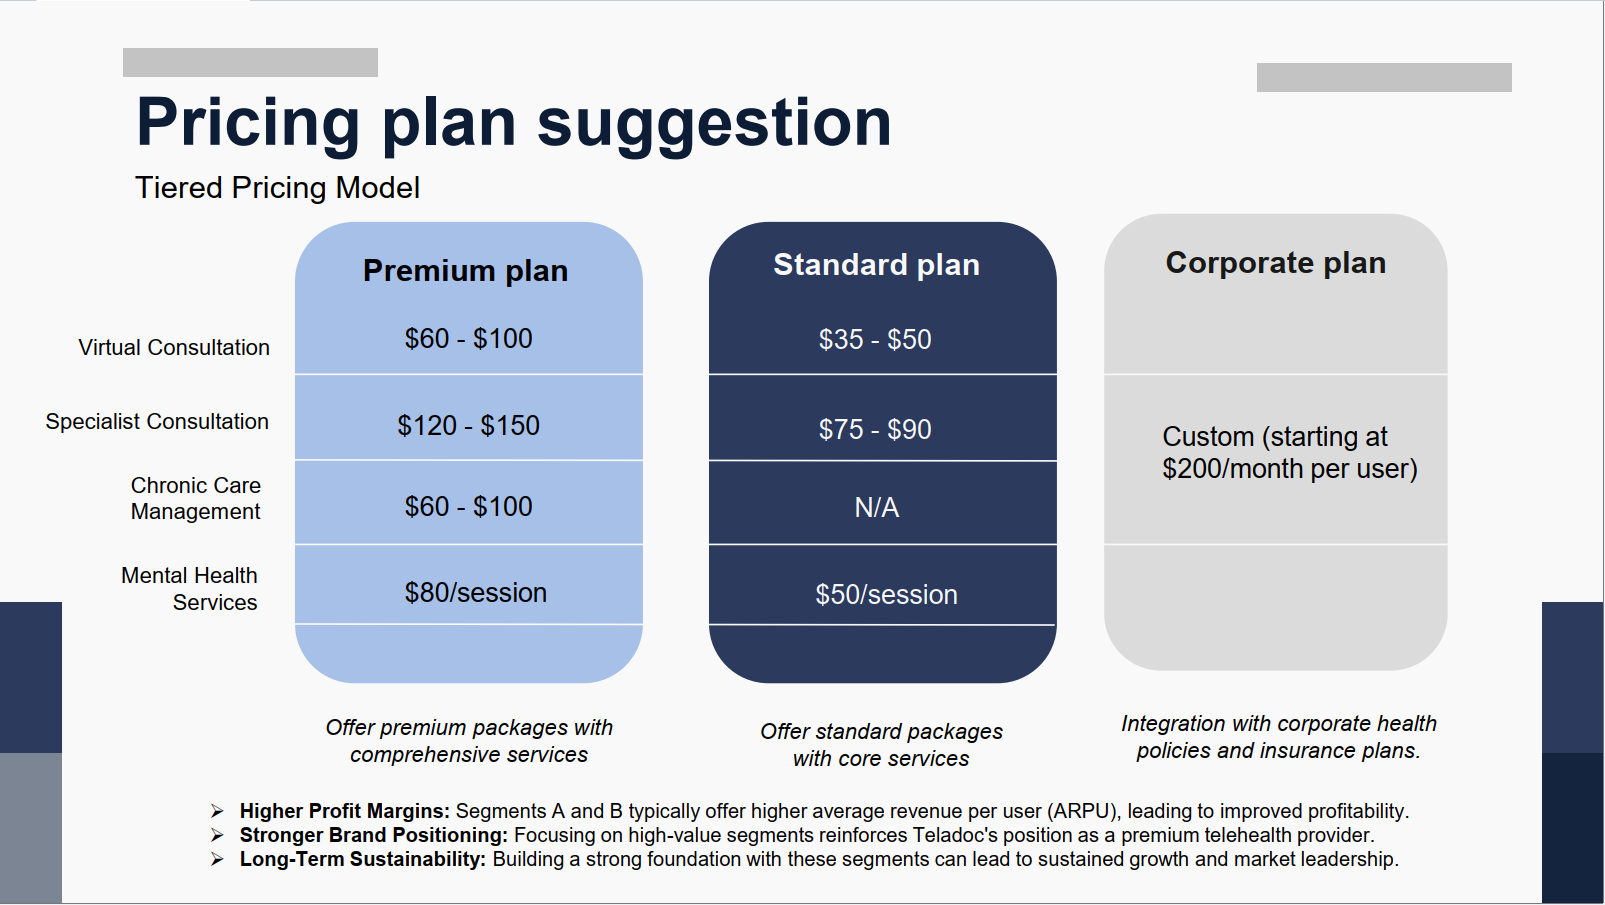 Pricing plan suggestion
Tiered Pricing Model
Premium plan
Standard plan
Corporate plan
Virtual Consultation
$60 - $100
$35 - $50
Specialist Consultation
$120 - $150
$75 - $90
Custom (starting at
$200/month per user)
Chronic Care
Management
$60 - $100
N/A
Mental Health
Services
$80/session
$50/session
Offer premium packages with
comprehensive services
Offer standard packages
with core services
Integration with corporate health
policies and insurance plans.
➢ Higher Profit Margins: Segments A and B typically offer higher average revenue per user (ARPU), leading to improved profitability.
➢ Stronger Brand Positioning: Focusing on high-value segments reinforces Teladoc's position as a premium telehealth provider.
➢ Long-Term Sustainability: Building a strong foundation with these segments can lead to sustained growth and market leadership.